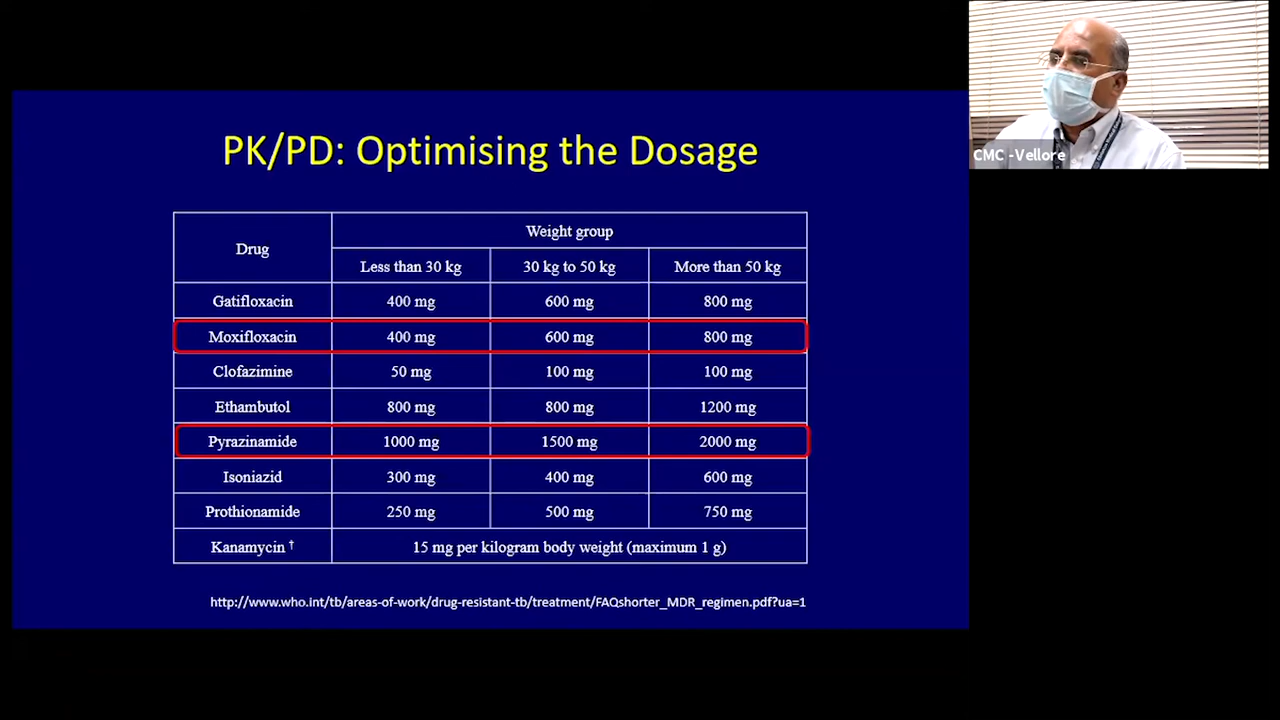 CMC -Vellore
PK/PD: Optimising the Dosage
Drug
Weight group
Less than 30 kg 30 kg to 50 kg More than 50 kg
Gatifloxacin 400 mg 600 mg 800 mg
Moxifloxacin 400 mg 600 mg 800 mg
Clofazimine 50 mg 100 mg 100 mg
Ethambutol 800 mg 800 mg 1200 mg
Pyrazinamide 1000 mg 1500 mg 2000 mg
Isoniazid 300 mg 400 mg 600 mg
Prothionamide 250 mg 500 mg 750 mg
Kanamycin † 15 mg per kilogram body weight (maximum 1 g)
http://www.who.int/tb/areas-of-work/drug-resistant-tb/treatment/FAQshorter_MDR_regimen.pdf?ua=1